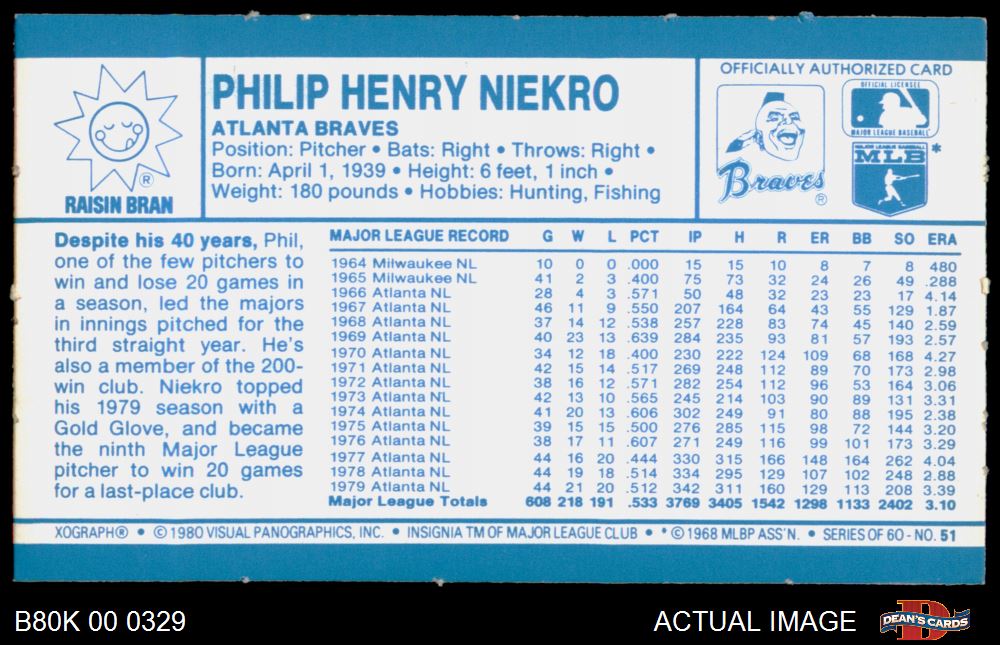 PHILIP HENRY NIEKRO
ATLANTA BRAVES
Position: Pitcher • Bats: Right • Throws: Right •
Born: April 1, 1939 • Height: 6 feet, 1 inch •
Weight: 180 pounds • Hobbies: Hunting, Fishing
®
RAISIN BRAN
OFFICIALLY AUTHORIZED CARD
Braves
®
OFFICIAL LICENSEE
MAJOR LEAGUE BASEBALL
MAJOR LEAGUE BASEBALL
MLB *
Despite his 40 years, Phil,
one of the few pitchers to
win and lose 20 games in
a season, led the majors
in innings pitched for the
third straight year. He's
also a member of the 200-
win club. Niekro topped
his 1979 season with a
Gold Glove, and became
the ninth Major League
pitcher to win 20 games
for a last-place club.
MAJOR LEAGUE RECORD G W L PCT IP H R ER BB SO ERA
1964 Milwaukee NL 10 0 0 .000 15 15 10 8 7 8 480
1965 Milwaukee NL 41 2 3 .400 75 73 32 24 26 49 .288
1966 Atlanta NL 28 4 3 .571 50 48 32 23 23 17 4.14
1967 Atlanta NL 46 11 9 .550 207 164 64 43 55 129 1.87
1968 Atlanta NL 37 14 12 .538 257 228 83 74 45 140 2.59
1969 Atlanta NL 40 23 13 .639 284 235 93 81 57 193 2.57
1970 Atlanta NL 34 12 18 .400 230 222 124 109 68 168 4.27
1971 Atlanta NL 42 15 14 .517 269 248 112 89 70 173 2.98
1972 Atlanta NL 38 16 12 .571 282 254 112 96 53 164 3.06
1973 Atlanta NL 42 13 10 .565 245 214 103 90 89 131 3.31
1974 Atlanta NL 41 20 13 .606 302 249 91 80 88 195 2.38
1975 Atlanta NL 39 15 15 .500 276 285 115 98 72 144 3.20
1976 Atlanta NL 38 17 11 .607 271 249 116 99 101 173 3.29
1977 Atlanta NL 44 16 20 .444 330 315 166 148 164 262 4.04
1978 Atlanta NL 44 19 18 .514 334 295 129 107 102 248 2.88
1979 Atlanta NL 44 21 20 .512 342 311 160 129 113 208 3.39
Major League Totals 608 218 191 .533 3769 3405 1542 1298 1133 2402 3.10
XOGRAPH® • © 1980 VISUAL PANOGRAPHICS, INC. • INSIGNIA TM OF MAJOR LEAGUE CLUB • * © 1968 MLBP ASS'N. • SERIES OF 60 - NO. 51
B80K 00 0329
ACTUAL IMAGE
D
DEAN'S CARDS